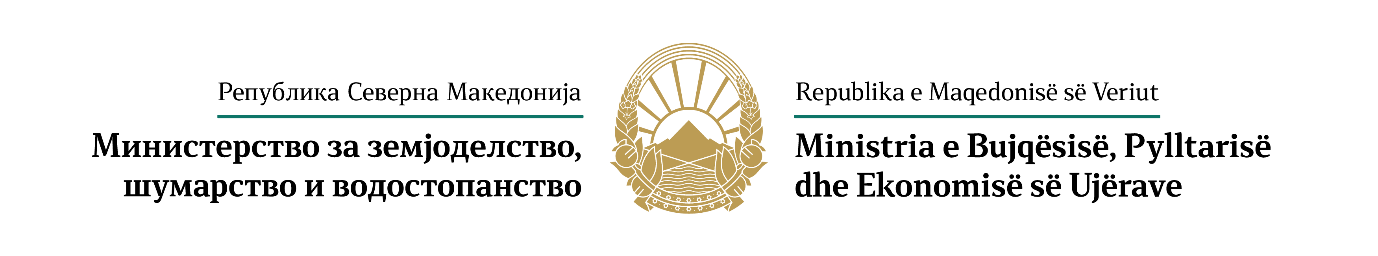 Република Северна Македонија
Министерство за земјоделство,
шумарство и водостопанство
Republika e Maqedonisë së Veriut
Ministria e Bujqësisë, Pylltarisë
dhe Ekonomisë së Ujërave